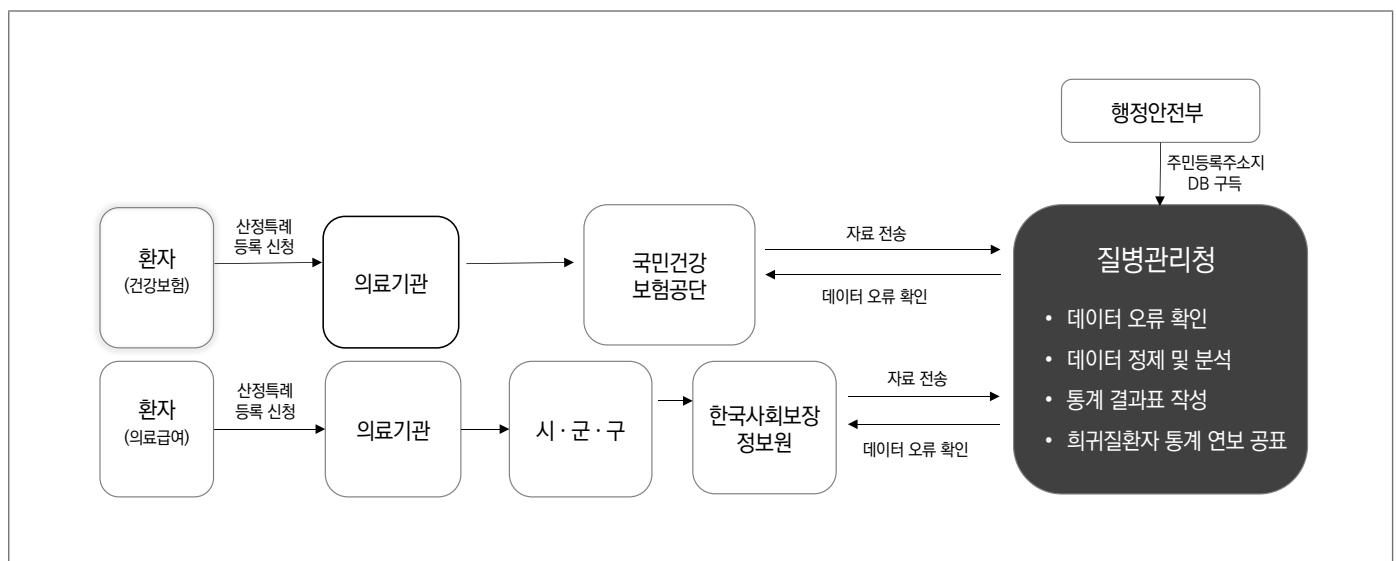 행정안전부
주민등록주소지
DB 구득
환자
(건강보험)
산정특례
등록 신청
의료기관
국민건강
보험공단
자료 전송
데이터 오류 확인
환자
(의료급여)
산정특례
등록 신청
의료기관
시 · 군 · 구
한국사회보장
정보원
자료 전송
데이터 오류 확인
질병관리청
• 데이터 오류 확인
• 데이터 정제 및 분석
• 통계 결과표 작성
• 희귀질환자 통계 연보 공표